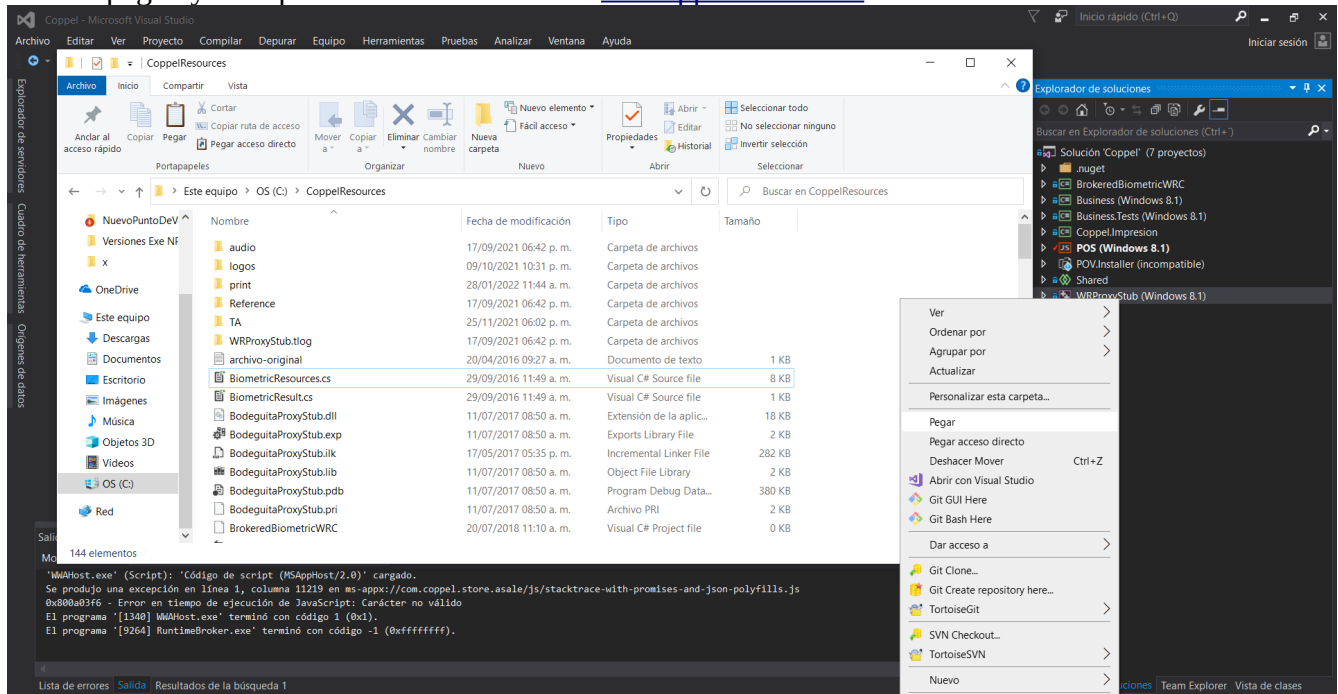 Coppel - Microsoft Visual Studio
Inicio rápido (Ctrl+Q)
Archivo Editar Ver Proyecto Compilar Depurar Equipo Herramientas Pruebas Analizar Ventana Ayuda
Iniciar sesión
CoppelResources
Archivo Inicio Compartir Vista
Anclar al acceso rápido
Copiar
Pegar
Cortar
Copiar ruta de acceso
Pegar acceso directo
Portapapeles
Mover a
Copiar a
Eliminar
Cambiar nombre
Organizar
Nueva carpeta
Nuevo elemento
Fácil acceso
Nuevo
Propiedades
Abrir
Editar
Historial
Abrir
Seleccionar todo
No seleccionar ninguno
Invertir selección
Seleccionar
Este equipo > OS (C:) > CoppelResources
Buscar en CoppelResources
Explorador de servidores
Cuadro de herramientas
Orígenes de datos
NuevoPuntoDeV
Versiones Exe NF
x
OneDrive
Este equipo
Descargas
Documentos
Escritorio
Imágenes
Música
Objetos 3D
Videos
OS (C:)
Red
Nombre Fecha de modificación Tipo Tamaño
audio 17/09/2021 06:42 p. m. Carpeta de archivos
logos 09/10/2021 10:31 p. m. Carpeta de archivos
print 28/01/2022 11:44 a. m. Carpeta de archivos
Reference 17/09/2021 06:42 p. m. Carpeta de archivos
TA 25/11/2021 06:02 p. m. Carpeta de archivos
WRProxyStub.tlog 17/09/2021 06:42 p. m. Carpeta de archivos
archivo-original 20/04/2016 09:27 a. m. Documento de texto 1 KB
BiometricResources.cs 29/09/2016 11:49 a. m. Visual C# Source file 8 KB
BiometricResult.cs 29/09/2016 11:49 a. m. Visual C# Source file 1 KB
BodeguitaProxyStub.dll 11/07/2017 08:50 a. m. Extensión de la aplic... 18 KB
BodeguitaProxyStub.exp 11/07/2017 08:50 a. m. Exports Library File 2 KB
BodeguitaProxyStub.ilk 17/05/2017 05:35 p. m. Incremental Linker File 282 KB
BodeguitaProxyStub.lib 11/07/2017 08:50 a. m. Object File Library 2 KB
BodeguitaProxyStub.pdb 11/07/2017 08:50 a. m. Program Debug Data... 380 KB
BodeguitaProxyStub.pri 11/07/2017 08:50 a. m. Archivo PRI 2 KB
BrokeredBiometricWRC 20/07/2018 11:10 a. m. Visual C# Project file 0 KB
144 elementos
Explorador de soluciones
Buscar en Explorador de soluciones (Ctrl+¨)
Solución 'Coppel' (7 proyectos)
.nuget
BrokeredBiometricWRC
Business (Windows 8.1)
Business.Tests (Windows 8.1)
Coppel.Impresion
POS (Windows 8.1)
POV.Installer (incompatible)
Shared
WRProxyStub (Windows 8.1)
Ver
Ordenar por
Agrupar por
Actualizar
Personalizar esta carpeta...
Pegar
Pegar acceso directo
Deshacer Mover Ctrl+Z
Abrir con Visual Studio
Git GUI Here
Git Bash Here
Dar acceso a
Git Clone...
Git Create repository here...
TortoiseGit
SVN Checkout...
TortoiseSVN
Nuevo
'WWAHost.exe' (Script): 'Código de script (MSAppHost/2.0)' cargado.
Se produjo una excepción en línea 1, columna 11219 en ms-appx://com.coppel.store.asale/js/stacktrace-with-promises-and-json-polyfills.js
0x800a03f6 - Error en tiempo de ejecución de JavaScript: Carácter no válido
El programa '[1340] WWAHost.exe' terminó con código 1 (0x1).
El programa '[9264] RuntimeBroker.exe' terminó con código -1 (0xffffffff).
Lista de errores Salida Resultados de la búsqueda 1
Team Explorer Vista de clases